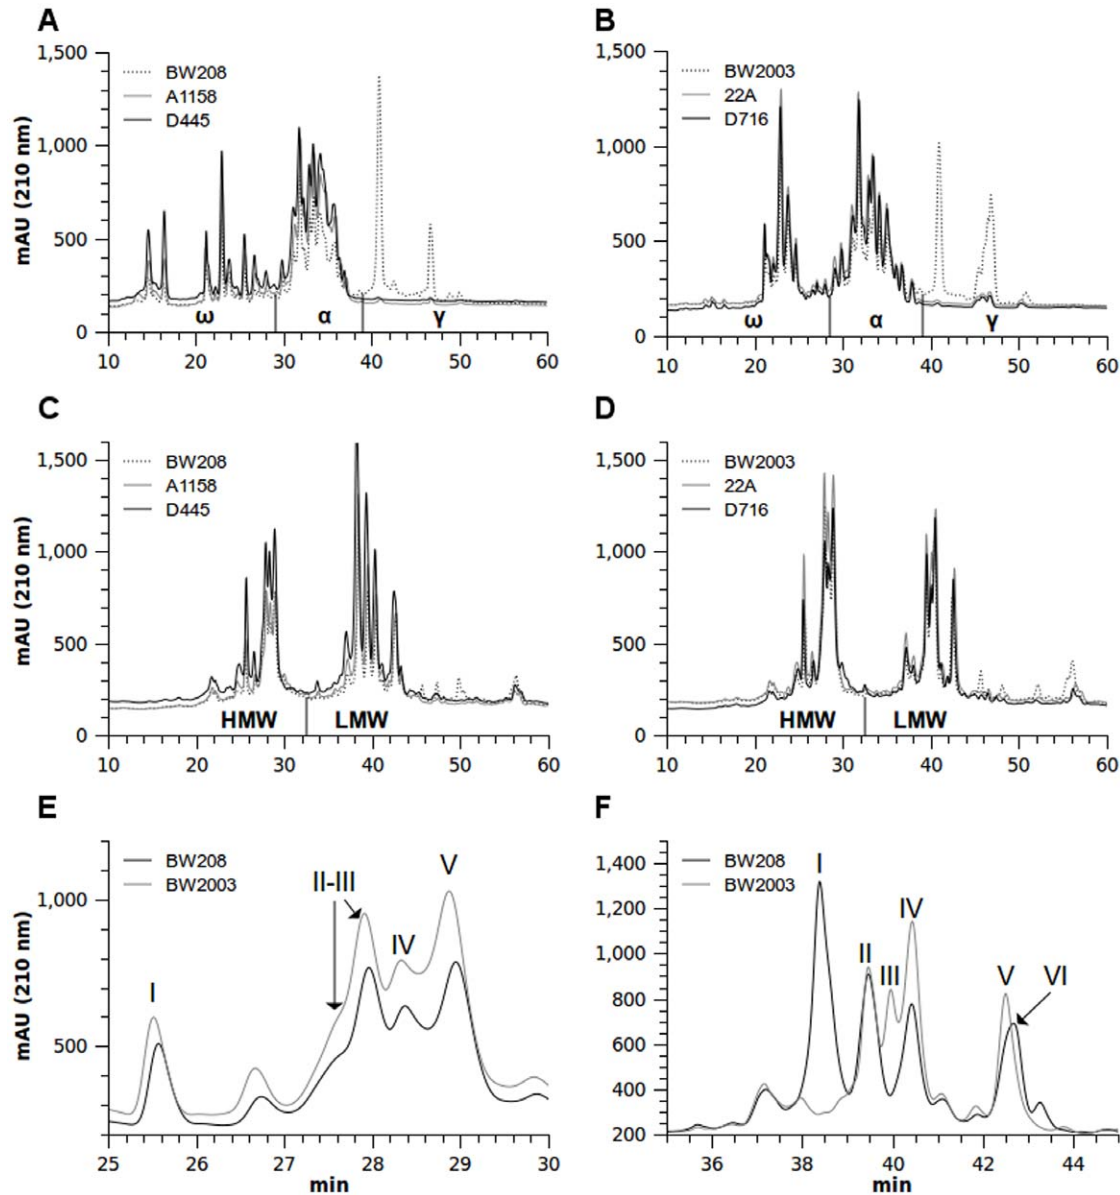 A
1,500
1,000
500
0
mAU (210 nm)
BW208
A1158
D445
ω α γ
10 20 30 40 50 60
B
1,500
1,000
500
0
BW2003
22A
D716
ω α γ
10 20 30 40 50 60
C
1,500
1,000
500
0
mAU (210 nm)
BW208
A1158
D445
HMW LMW
10 20 30 40 50 60
D
1,500
1,000
500
0
BW2003
22A
D716
HMW LMW
10 20 30 40 50 60
E
1,000
500
mAU (210 nm)
BW208
BW2003
I II-III IV V
25 26 27 28 29 30
min
F
1,400
1,200
1,000
800
600
400
200
BW208
BW2003
I II III IV V VI
36 38 40 42 44
min